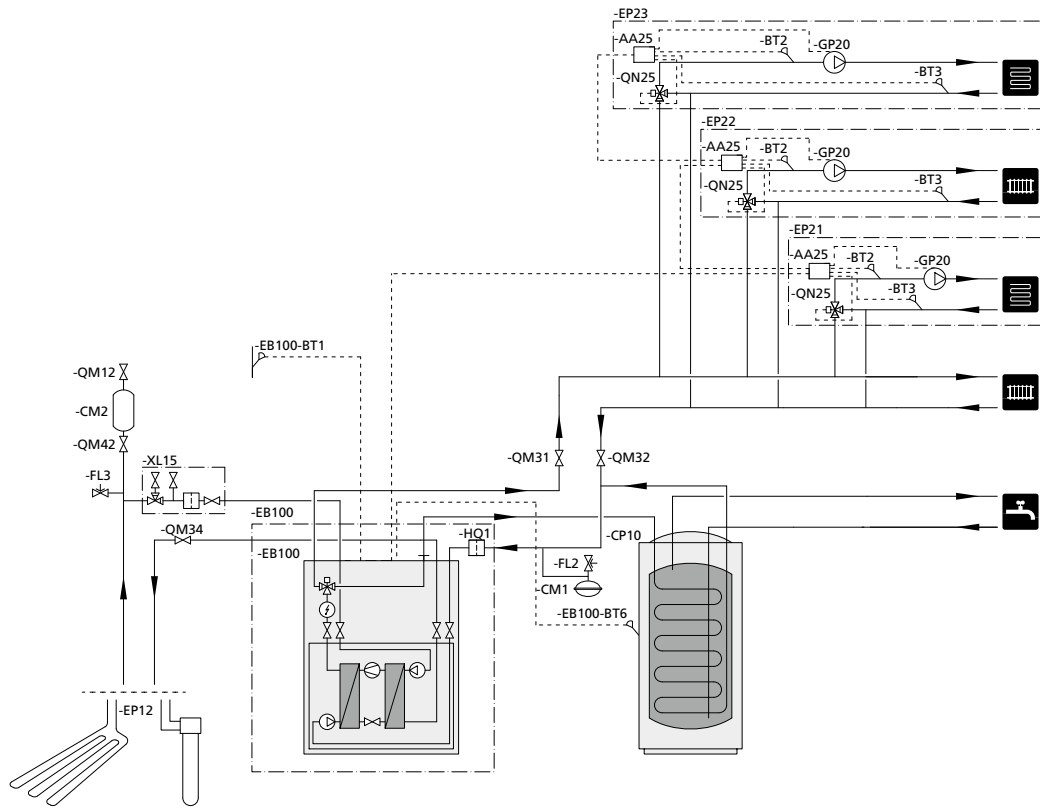 -EP23
-AA25
-BT2
-GP20
-BT3
-QN25
-EP22
-AA25
-BT2
-GP20
-BT3
-QN25
-EP21
-AA25
-BT2
-GP20
-BT3
-QN25
-EB100-BT1
-QM12
-CM2
-QM42
-QM31
-QM32
-XL15
-FL3
-EB100
-QM34
-HQ1
-CP10
-EB100
-FL2
-CM1
-EB100-BT6
-EP12